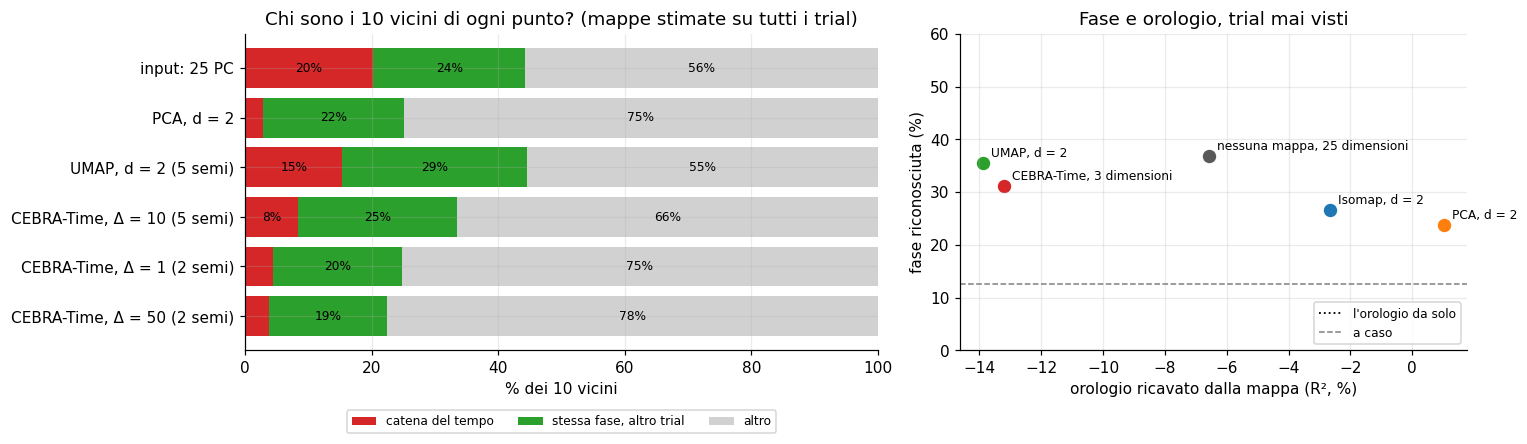 Chi sono i 10 vicini di ogni punto? (mappe stimate su tutti i trial)
input: 25 PC
20%
24%
56%
PCA, d = 2
22%
75%
UMAP, d = 2 (5 semi)
15%
29%
55%
CEBRA-Time, Δ = 10 (5 semi)
8%
25%
66%
CEBRA-Time, Δ = 1 (2 semi)
20%
75%
CEBRA-Time, Δ = 50 (2 semi)
19%
78%
0 20 40 60 80 100
% dei 10 vicini
catena del tempo
stessa fase, altro trial
altro
Fase e orologio, trial mai visti
fase riconosciuta (%)
60
50
40
30
20
10
0
UMAP, d = 2
CEBRA-Time, 3 dimensioni
nessuna mappa, 25 dimensioni
Isomap, d = 2
PCA, d = 2
l'orologio da solo
a caso
−14 −12 −10 −8 −6 −4 −2 0
orologio ricavato dalla mappa (R², %)